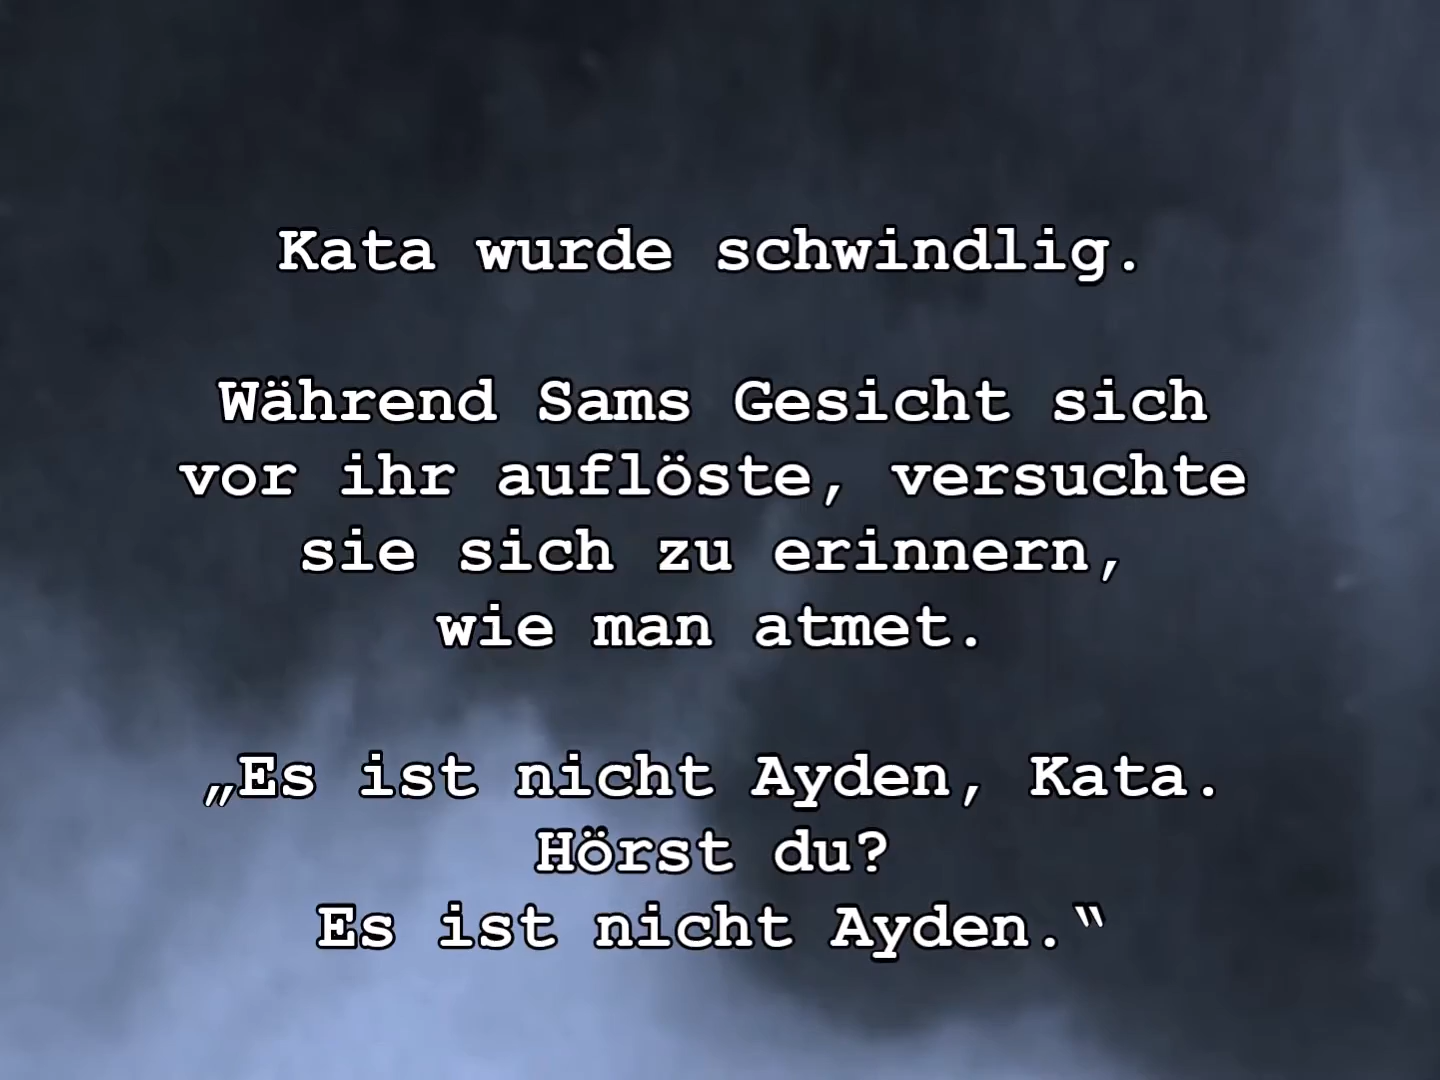 Kata wurde schwindlig.
Während Sams Gesicht sich
vor ihr auflöste, versuchte
sie sich zu erinnern,
wie man atmet.
„Es ist nicht Ayden, Kata.
Hörst du?
Es ist nicht Ayden.‟